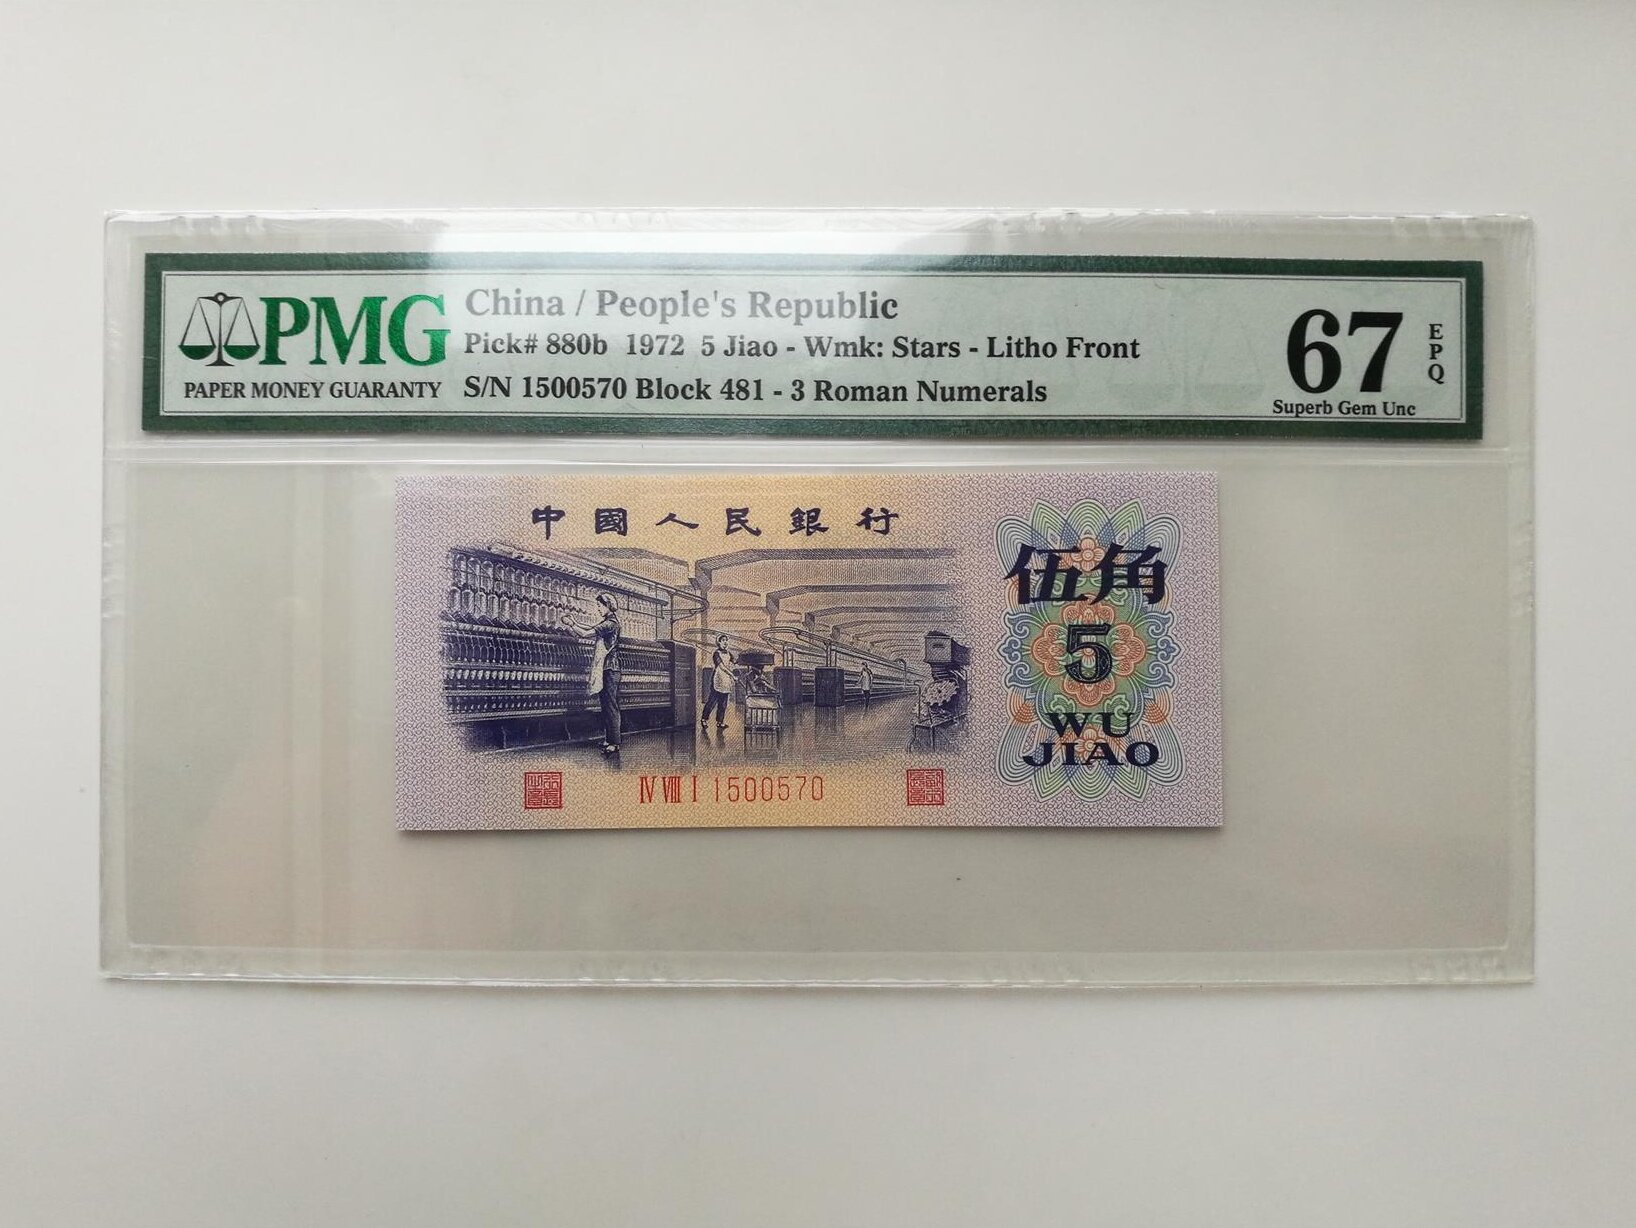 PMG
PAPER MONEY GUARANTY
China / People's Republic
Pick# 880b 1972 5 Jiao - Wmk: Stars - Litho Front
S/N 1500570 Block 481 - 3 Roman Numerals
67
EPQ
Superb Gem Unc
中國人民銀行
伍角
5
WU
JIAO
Ⅳ Ⅷ Ⅰ 1500570